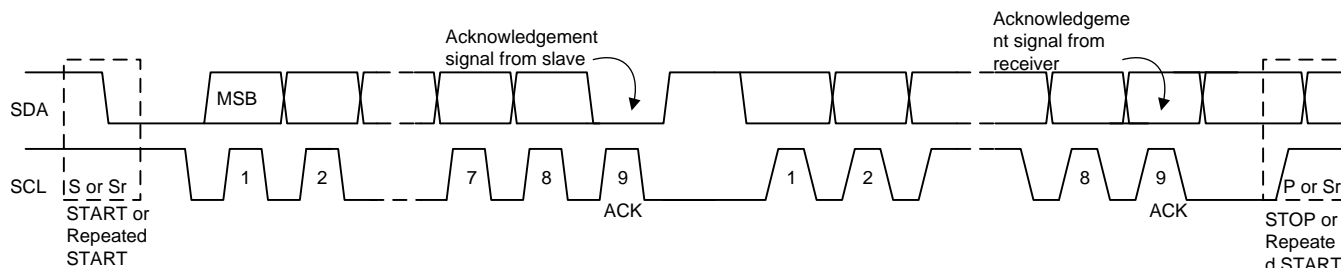 Acknowledgement
signal from slave
Acknowledgeme
nt signal from
receiver
SDA
MSB
SCL
S or Sr
1
2
7
8
9
1
2
8
9
P or Sr
ACK
ACK
START or
Repeated
START
STOP or
Repeate
d START